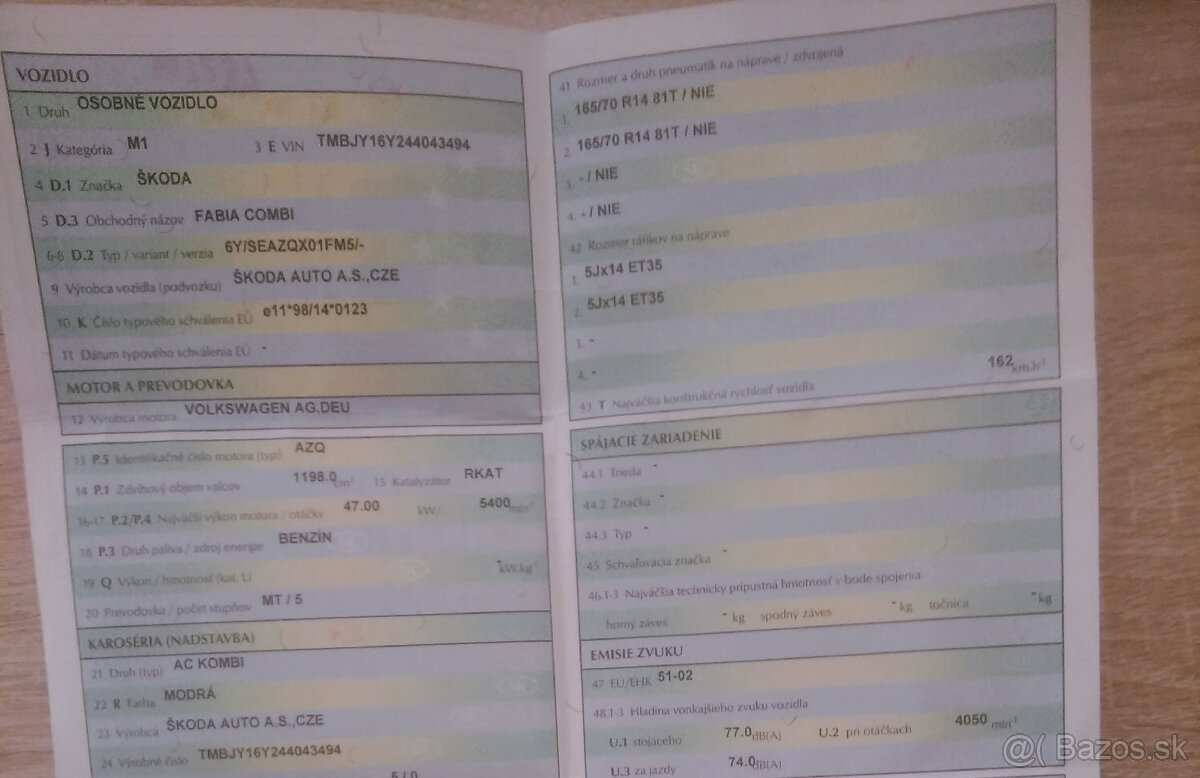 VOZIDLO
1 Druh OSOBNÉ VOZIDLO
2 J Kategória M1 3 E VIN TMBJY16Y244043494
4 D.1 Značka ŠKODA
5 D.3 Obchodný názov FABIA COMBI
6-8 D.2 Typ / variant / verzia 6Y/SEAZQX01FM5/-
9 Výrobca vozidla (podvozku) ŠKODA AUTO A.S.,CZE
10 K Číslo typového schválenia EÚ e11*98/14*0123
11 Dátum typového schválenia EÚ -
MOTOR A PREVODOVKA
12 Výrobca motora VOLKSWAGEN AG.DEU
13 P.5 Identifikačné číslo motora (typ) AZQ
14 P.1 Zdvihový objem valcov 1198.0 cm³ 15 Katalyzátor RKAT
16-17 P.2/P.4 Najväčší výkon motora / otáčky 47.00 kW/ 5400 min⁻¹
18 P.3 Druh paliva / zdroj energie BENZÍN
19 Q Výkon / hmotnosť (kat. L) - kW.kg⁻¹
20 Prevodovka / počet stupňov MT / 5
KAROSÉRIA (NADSTAVBA)
21 Druh (typ) AC KOMBI
22 R Farba MODRÁ
23 Výrobca ŠKODA AUTO A.S.,CZE
24 Výrobné číslo TMBJY16Y244043494
5 / 0
41 Rozmer a druh pneumatík na náprave / zdvojená
1. 165/70 R14 81T / NIE
2. 165/70 R14 81T / NIE
3. - / NIE
4. - / NIE
42 Rozmer ráfikov na náprave
1. 5Jx14 ET35
2. 5Jx14 ET35
3. -
4. -
43 T Najväčšia konštrukčná rýchlosť vozidla 162 km.h⁻¹
SPÁJACIE ZARIADENIE
44.1 Trieda -
44.2 Značka -
44.3 Typ -
45 Schvaľovacia značka -
46.1-3 Najväčšia technicky prípustná hmotnosť v bode spojenia
horný záves - kg spodný záves - kg točnica - kg
EMISIE ZVUKU
47 EÚ/EHK 51-02
48.1-3 Hladina vonkajšieho zvuku vozidla
U.1 stojaceho 77.0 dB(A) U.2 pri otáčkach 4050 min⁻¹
U.3 za jazdy 74.0 dB(A)
@( Bazos.sk